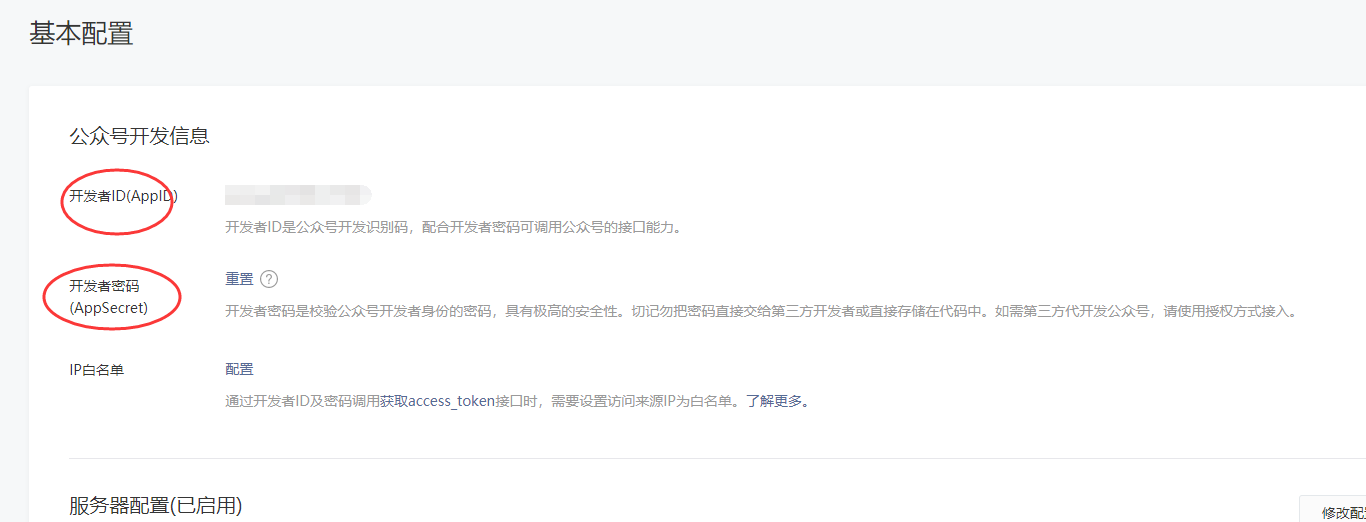 基本配置
公众号开发信息
开发者ID(AppID)
开发者ID是公众号开发识别码，配合开发者密码可调用公众号的接口能力。
开发者密码
(AppSecret)
重置 ?
开发者密码是校验公众号开发者身份的密码，具有极高的安全性。切记勿把密码直接交给第三方开发者或直接存储在代码中。如需第三方代开发公众号，请使用授权方式接入。
IP白名单
配置
通过开发者ID及密码调用获取access_token接口时，需要设置访问来源IP为白名单。了解更多。
服务器配置(已启用)
修改配